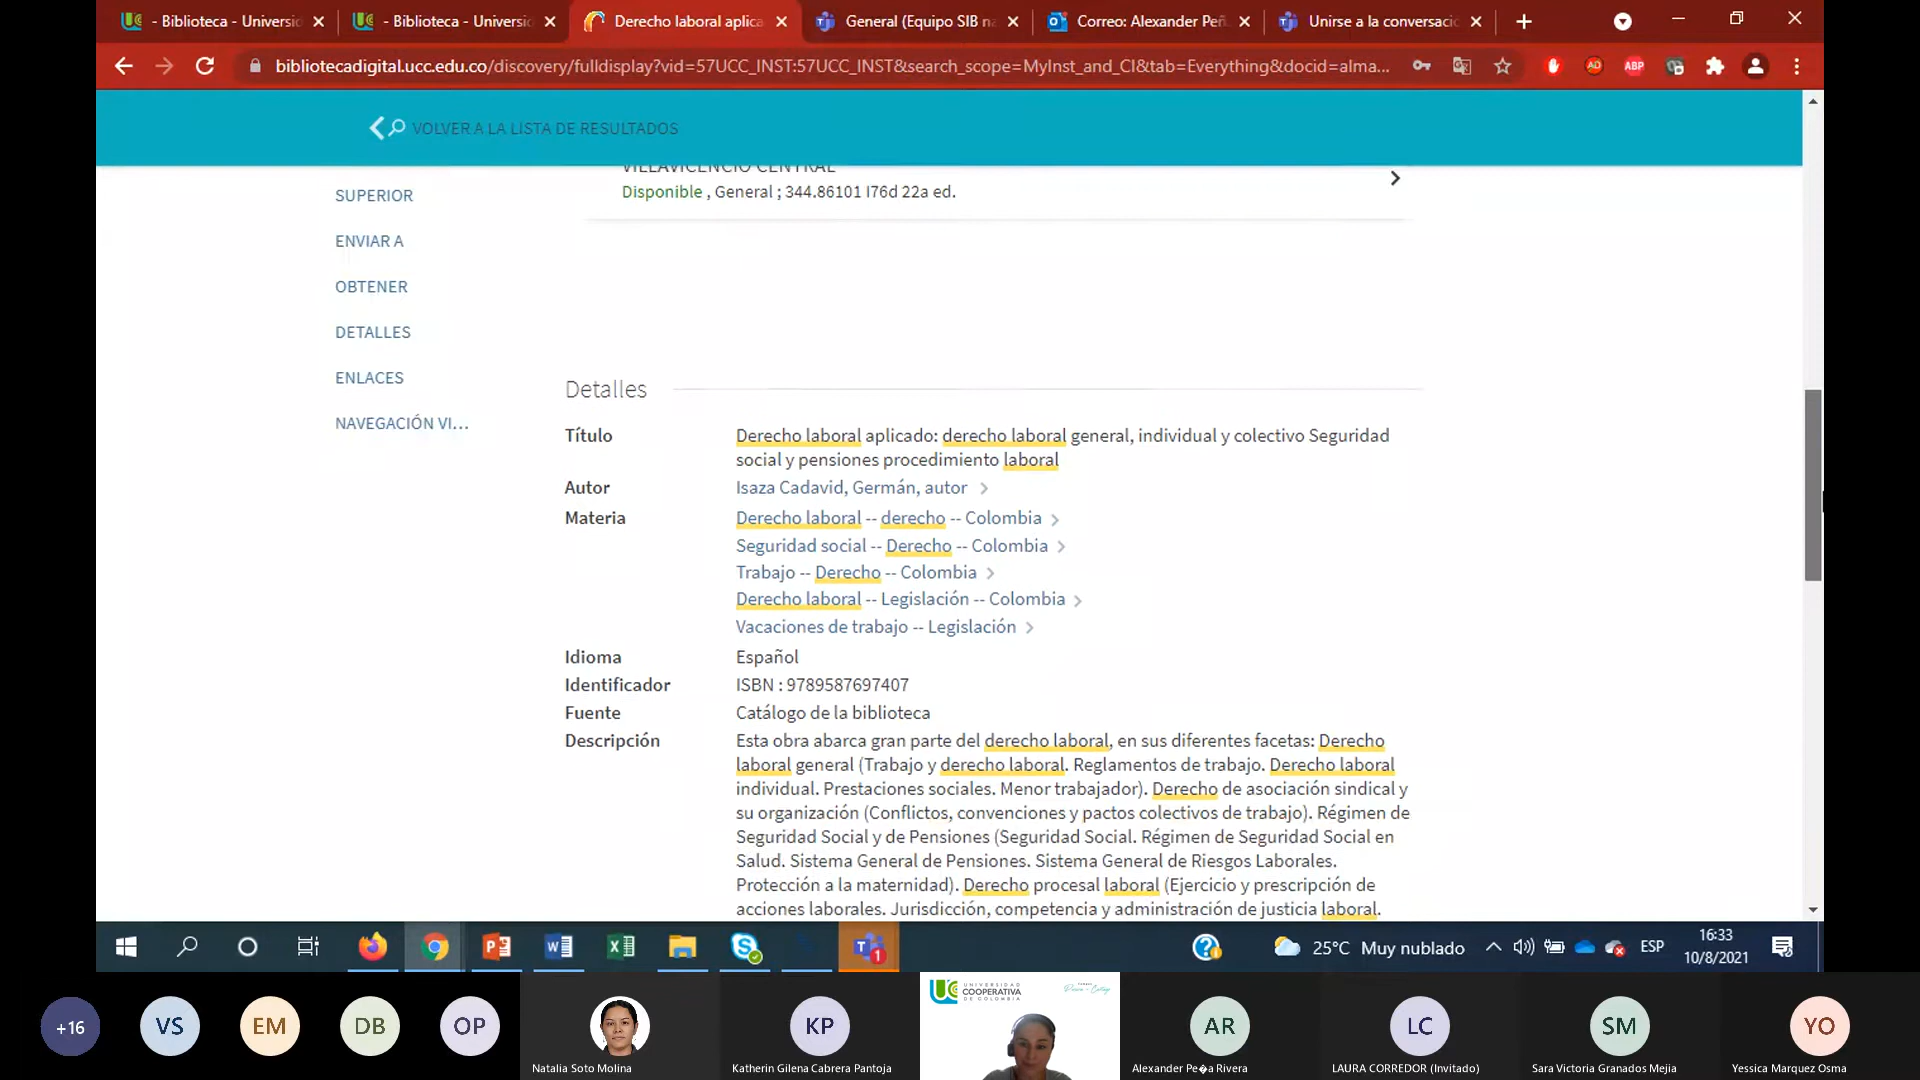 - Biblioteca - Universi
- Biblioteca - Universi
Derecho laboral aplica
General (Equipo SIB na
Correo: Alexander Peñ
Unirse a la conversaci
bibliotecadigital.ucc.edu.co/discovery/fulldisplay?vid=57UCC_INST:57UCC_INST&search_scope=MyInst_and_CI&tab=Everything&docid=alma...
ABP
VOLVER A LA LISTA DE RESULTADOS
VILLAVICENCIO CENTRAL
Disponible , General ; 344.86101 I76d 22a ed.
SUPERIOR
ENVIAR A
OBTENER
DETALLES
ENLACES
NAVEGACIÓN VI...
Detalles
Título
Derecho laboral aplicado: derecho laboral general, individual y colectivo Seguridad
social y pensiones procedimiento laboral
Autor
Isaza Cadavid, Germán, autor
Materia
Derecho laboral -- derecho -- Colombia
Seguridad social -- Derecho -- Colombia
Trabajo -- Derecho -- Colombia
Derecho laboral -- Legislación -- Colombia
Vacaciones de trabajo -- Legislación
Idioma
Español
Identificador
ISBN : 9789587697407
Fuente
Catálogo de la biblioteca
Descripción
Esta obra abarca gran parte del derecho laboral, en sus diferentes facetas: Derecho
laboral general (Trabajo y derecho laboral. Reglamentos de trabajo. Derecho laboral
individual. Prestaciones sociales. Menor trabajador). Derecho de asociación sindical y
su organización (Conflictos, convenciones y pactos colectivos de trabajo). Régimen de
Seguridad Social y de Pensiones (Seguridad Social. Régimen de Seguridad Social en
Salud. Sistema General de Pensiones. Sistema General de Riesgos Laborales.
Protección a la maternidad). Derecho procesal laboral (Ejercicio y prescripción de
acciones laborales. Jurisdicción, competencia y administración de justicia laboral.
25°C Muy nublado
ESP
16:33
10/8/2021
+16
VS
EM
DB
OP
Natalia Soto Molina
KP
Katherin Gilena Cabrera Pantoja
UNIVERSIDAD
COOPERATIVA
DE COLOMBIA
AR
Alexander Pe�a Rivera
LC
LAURA CORREDOR (Invitado)
SM
Sara Victoria Granados Mejia
YO
Yessica Marquez Osma